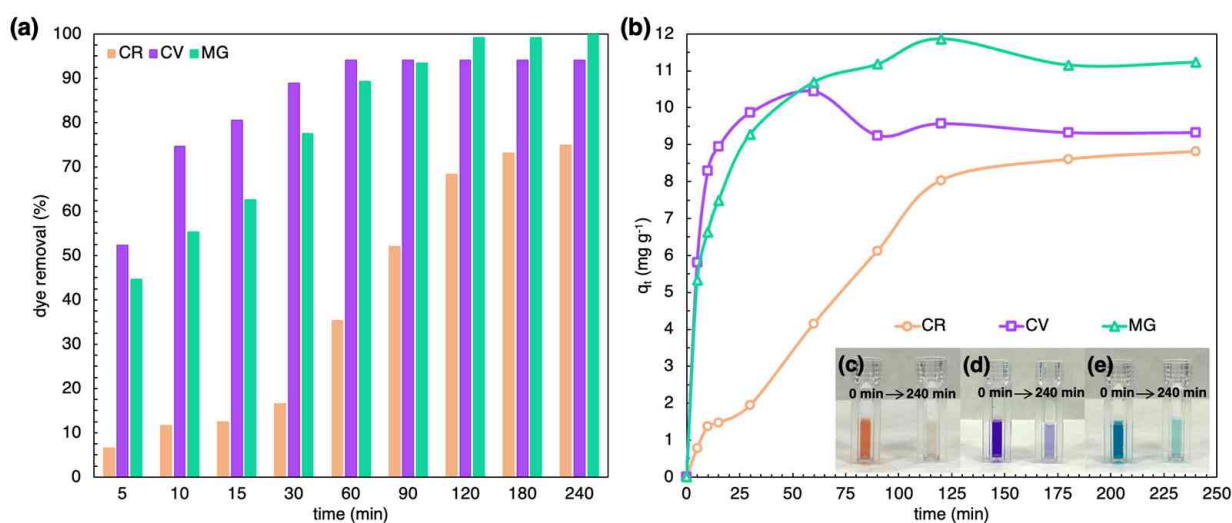 (a)
100
90
80
70
60
50
40
30
20
10
0
dye removal (%)
CR CV MG
5 10 15 30 60 90 120 180 240
time (min)
(b)
12
11
10
9
8
7
6
5
4
3
2
1
0
qt (mg g-1)
CR CV MG
(c) (d) (e)
0 min→240 min 0 min→240 min 0 min→240 min
0 25 50 75 100 125 150 175 200 225 250
time (min)